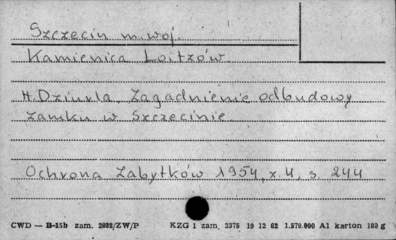 Szczecin m. woj.
Kamienica Loitzów.
H. Dziurla, Zagadnienie odbudowy
zamku w Szczecinie
Ochrona Zabytków 1954, z. 4, s. 244
CWD — B-15b zam. 2082/ZW/P KZG 1 zam. 2375 19 12 62 1.570.000 A1 karton 180 g